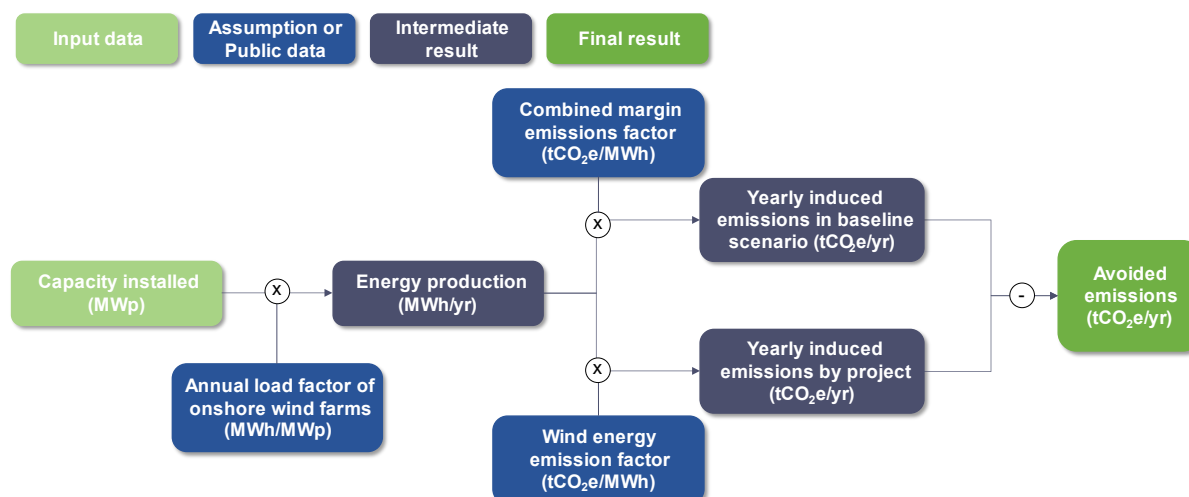 Input data
Assumption or
Public data
Intermediate
result
Final result
Combined margin
emissions factor
(tCO₂e/MWh)
X
Yearly induced
emissions in baseline
scenario (tCO₂e/yr)
Capacity installed
(MWp)
X
Energy production
(MWh/yr)
-
Avoided
emissions
(tCO₂e/yr)
Annual load factor of
onshore wind farms
(MWh/MWp)
X
Yearly induced
emissions by project
(tCO₂e/yr)
Wind energy
emission factor
(tCO₂e/MWh)